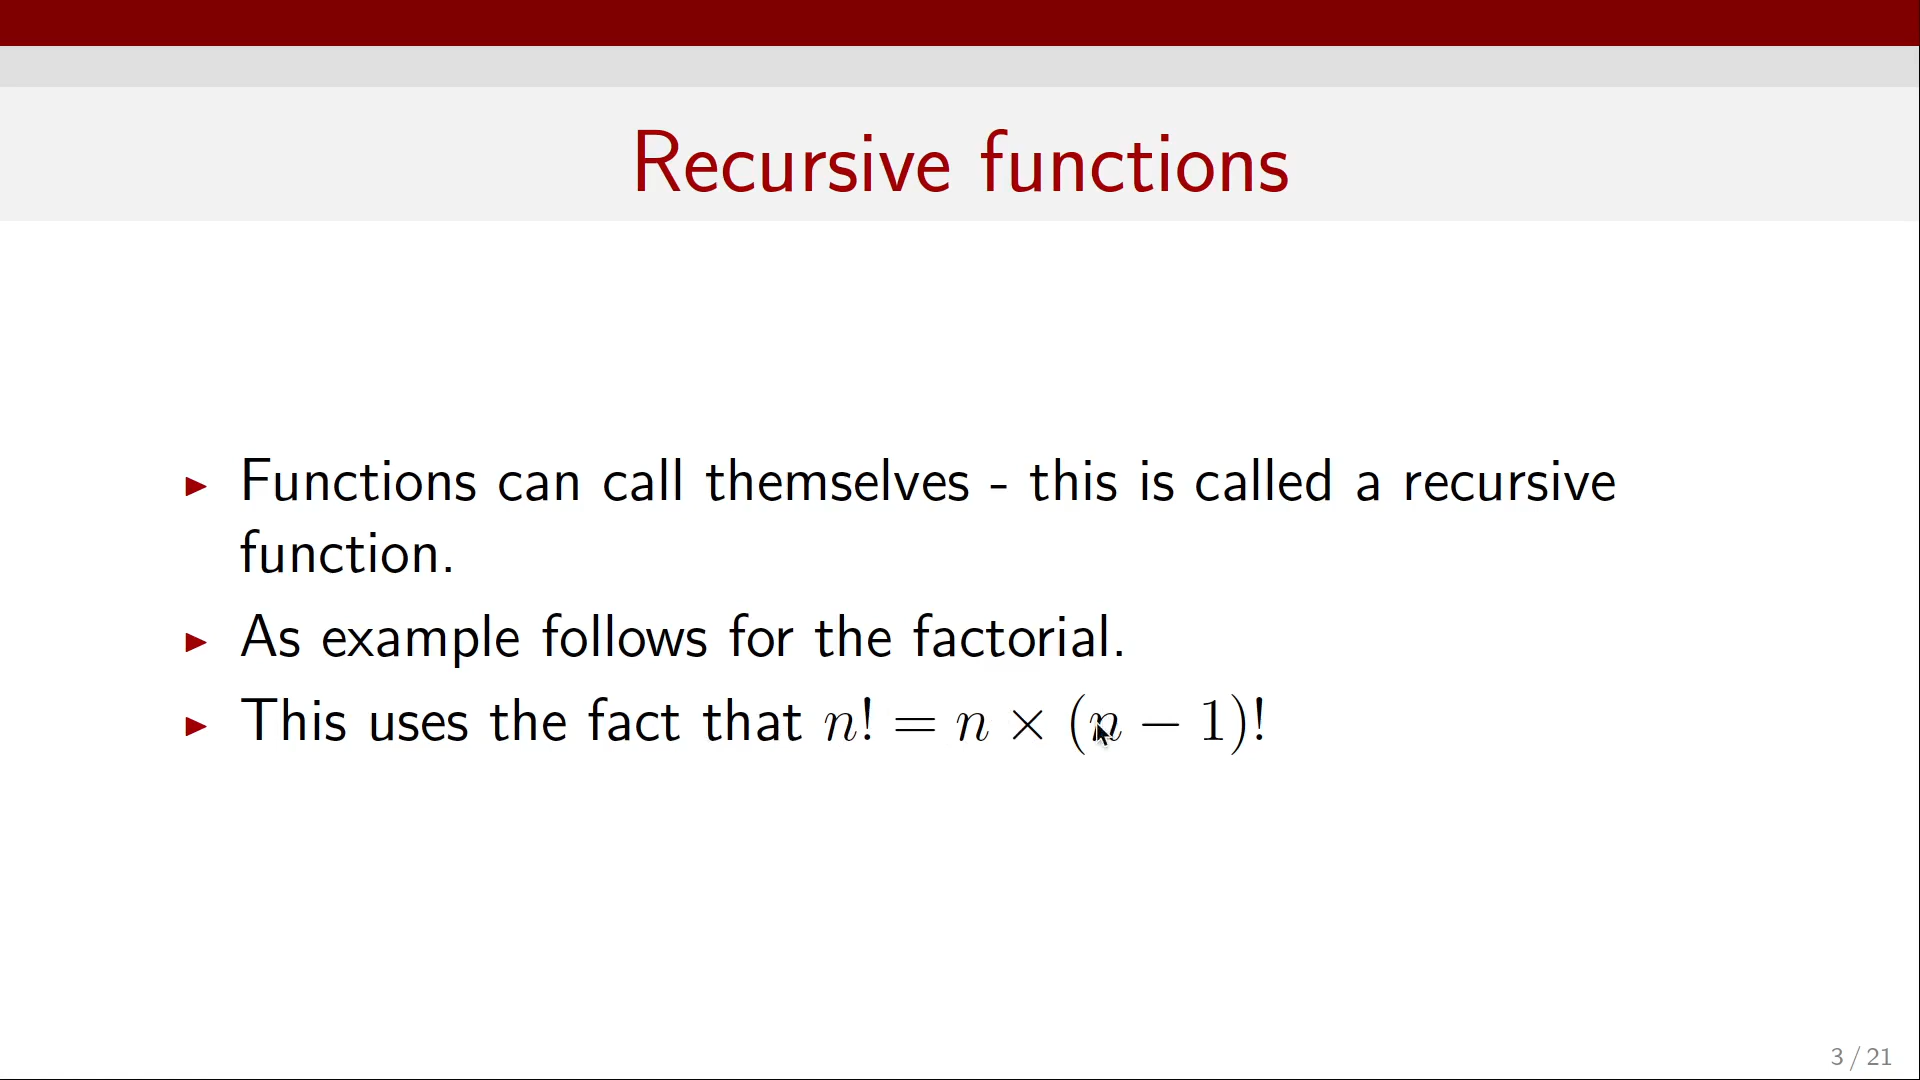 Recursive functions
▶ Functions can call themselves - this is called a recursive
function.
▶ As example follows for the factorial.
▶ This uses the fact that n! = n × (n − 1)!
3 / 21